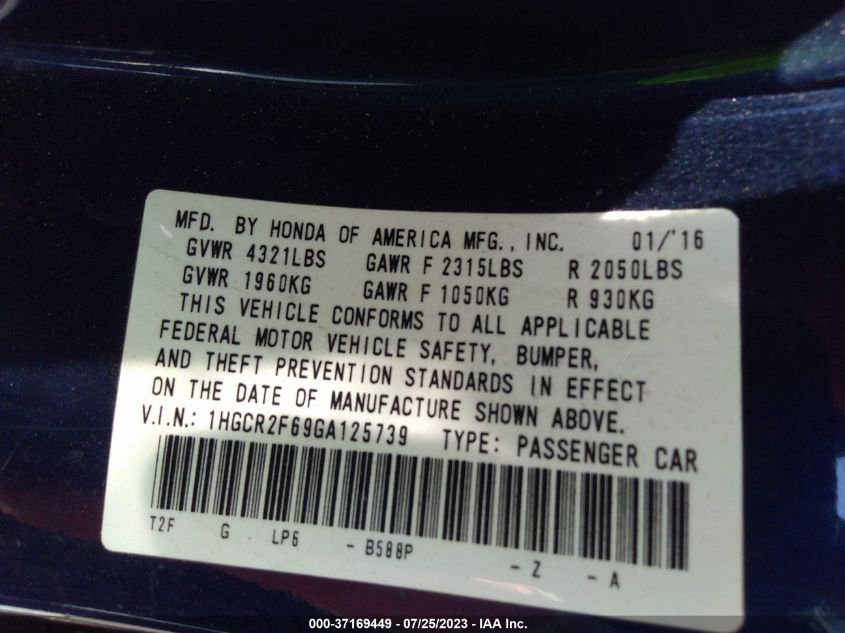 MFD. BY HONDA OF AMERICA MFG., INC. 01/'16
GVWR 4321LBS GAWR F 2315LBS R 2050LBS
GVWR 1960KG GAWR F 1050KG R 930KG
THIS VEHICLE CONFORMS TO ALL APPLICABLE
FEDERAL MOTOR VEHICLE SAFETY, BUMPER,
AND THEFT PREVENTION STANDARDS IN EFFECT
ON THE DATE OF MANUFACTURE SHOWN ABOVE.
V.I.N.: 1HGCR2F69GA125739 TYPE: PASSENGER CAR
T2F G LP6 - B588P - Z - A
000-37169449 - 07/25/2023 - IAA Inc.